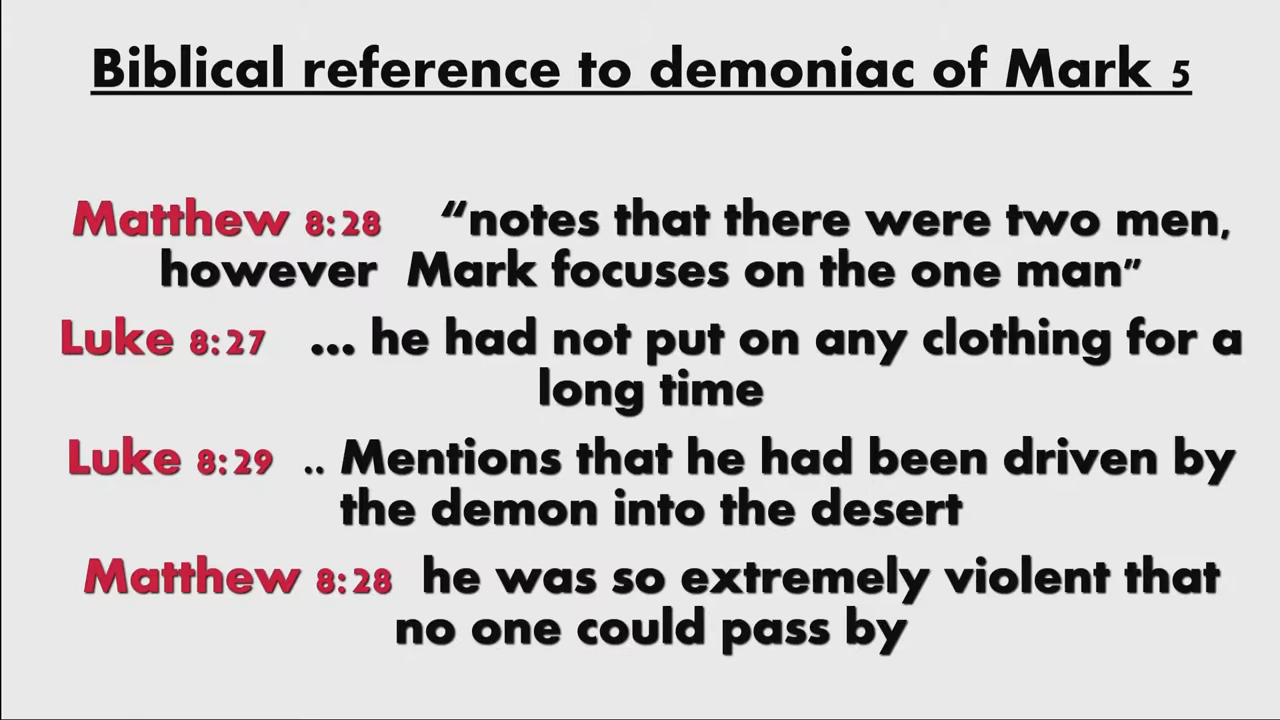 Biblical reference to demoniac of Mark 5
Matthew 8:28 “notes that there were two men,
however Mark focuses on the one man”
Luke 8:27 ... he had not put on any clothing for a
long time
Luke 8:29 .. Mentions that he had been driven by
the demon into the desert
Matthew 8:28 he was so extremely violent that
no one could pass by